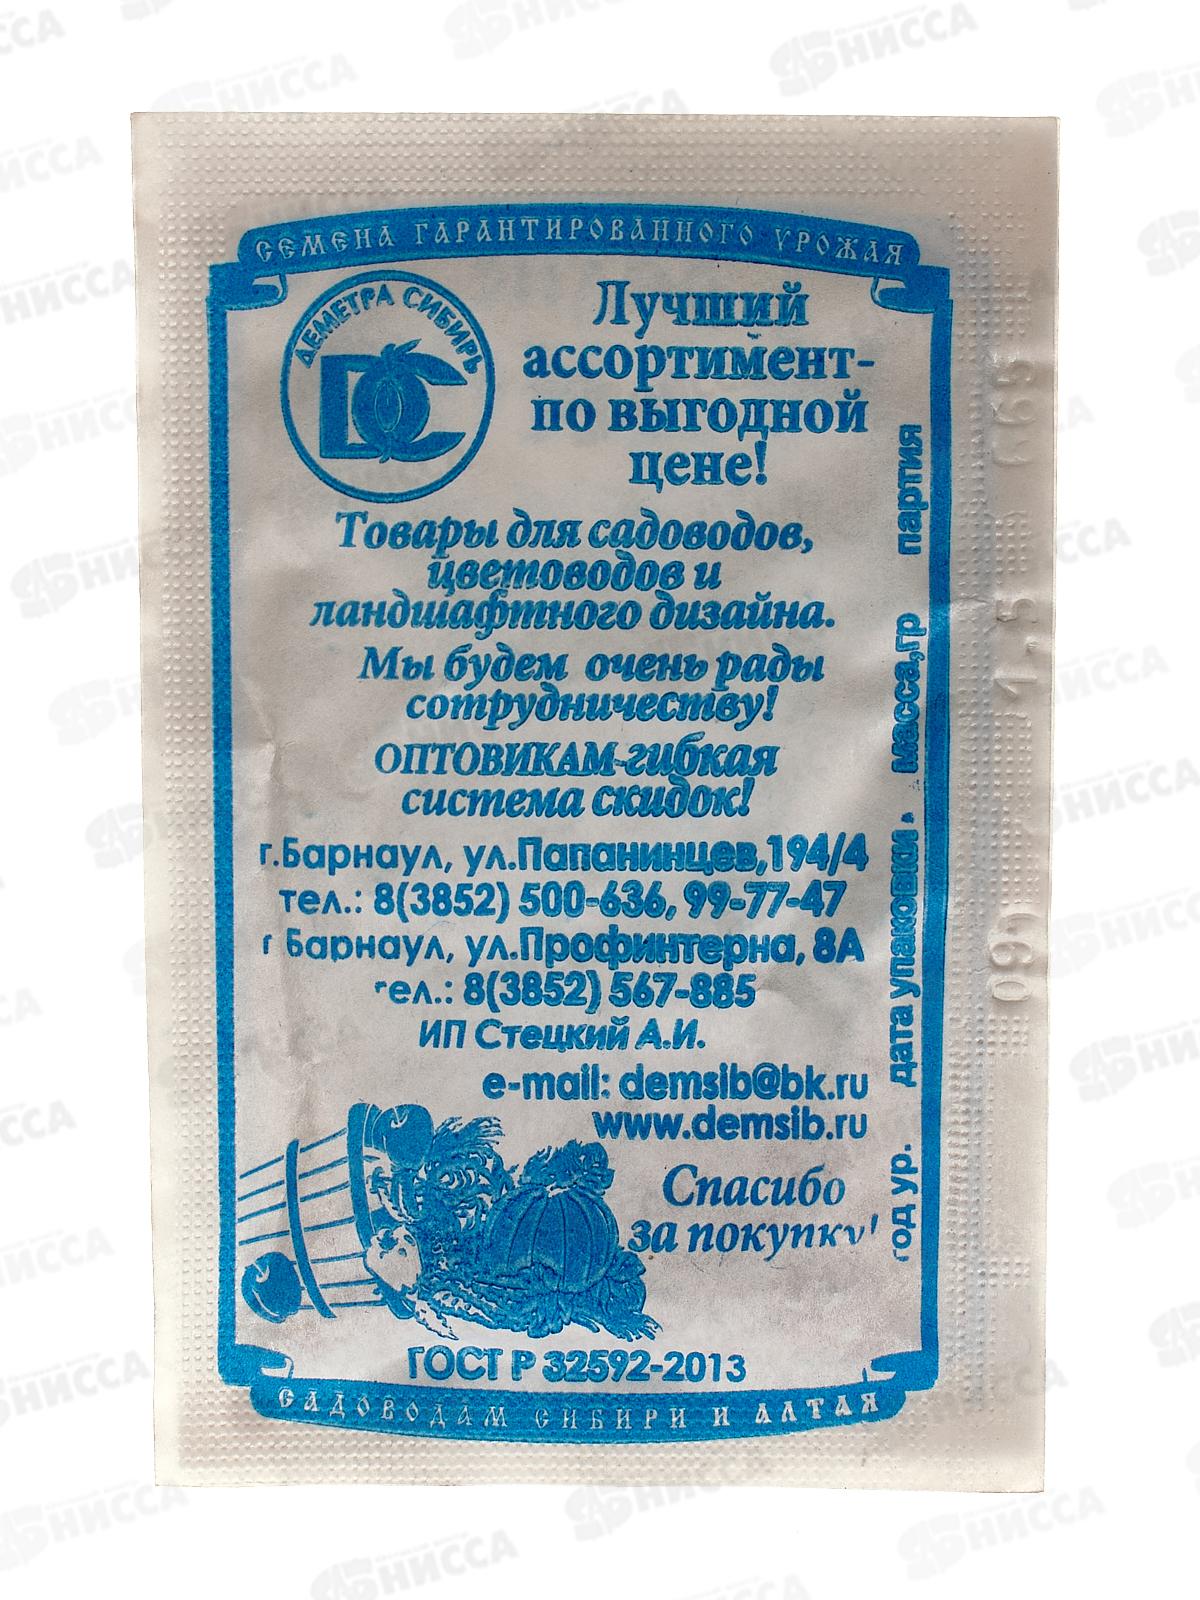 СЕМЕНА ГАРАНТИРОВАННОГО УРОЖАЯ
ДЕМЕТРА СИБИРЬ
DC
Лучший
ассортимент-
по выгодной
цене!
Товары для садоводов,
цветоводов и
ландшафтного дизайна.
Мы будем очень рады
сотрудничеству!
ОПТОВИКАМ-гибкая
система скидок!
г.Барнаул, ул.Папанинцев,194/4
тел.: 8(3852) 500-636, 99-77-47
г Барнаул, ул.Профинтерна, 8А
тел.: 8(3852) 567-885
ИП Стецкий А.И.
e-mail: demsib@bk.ru
www.demsib.ru
Спасибо
за покупку!
ГОСТ Р 32592-2013
САДОВОДАМ СИБИРИ И АЛТАЯ
год ур. дата упаковки масса,гр партия
1,5
НИССА